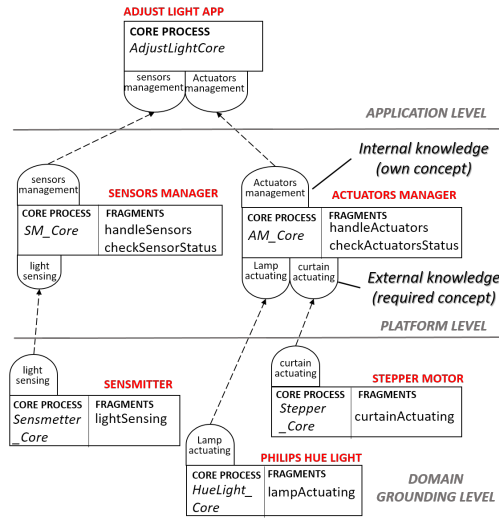 ADJUST LIGHT APP
CORE PROCESS
AdjustLightCore
sensors
management
Actuators
management
APPLICATION LEVEL
Internal knowledge
(own concept)
sensors
management
Actuators
management
SENSORS MANAGER
ACTUATORS MANAGER
CORE PROCESS
SM_Core
FRAGMENTS
handleSensors
checkSensorStatus
CORE PROCESS
AM_Core
FRAGMENTS
handleActuators
checkActuatorsStatus
light
sensing
Lamp
actuating
curtain
actuating
External knowledge
(required concept)
PLATFORM LEVEL
light
sensing
SENSMITTER
CORE PROCESS
Sensmetter
_Core
FRAGMENTS
lightSensing
curtain
actuating
STEPPER MOTOR
CORE PROCESS
Stepper
_Core
FRAGMENTS
curtainActuating
Lamp
actuating
PHILIPS HUE LIGHT
CORE PROCESS
HueLight_
Core
FRAGMENTS
lampActuating
DOMAIN
GROUNDING LEVEL